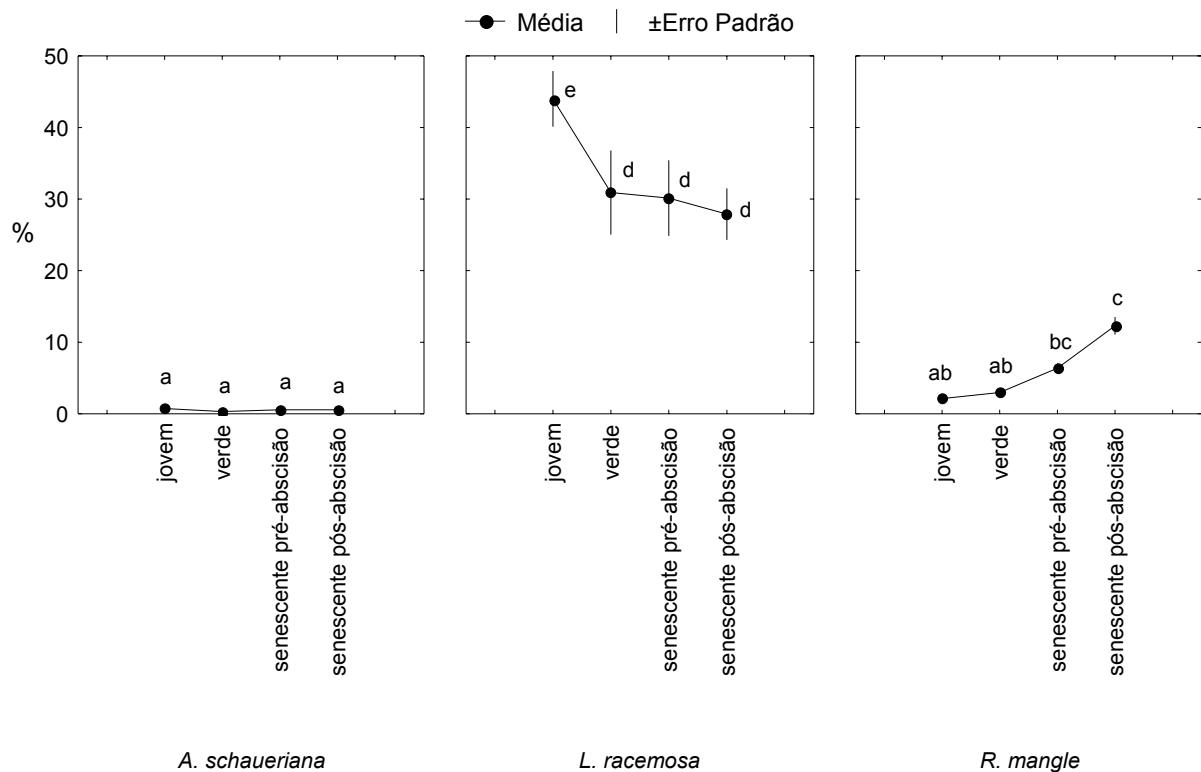 Média ±Erro Padrão
50
40
30
20
10
0
%
a a a a
e
d d d
ab ab bc c
jovem
verde
senescente pré-abscisão
senescente pós-abscisão
jovem
verde
senescente pré-abscisão
senescente pós-abscisão
jovem
verde
senescente pré-abscisão
senescente pós-abscisão
A. schaueriana L. racemosa R. mangle